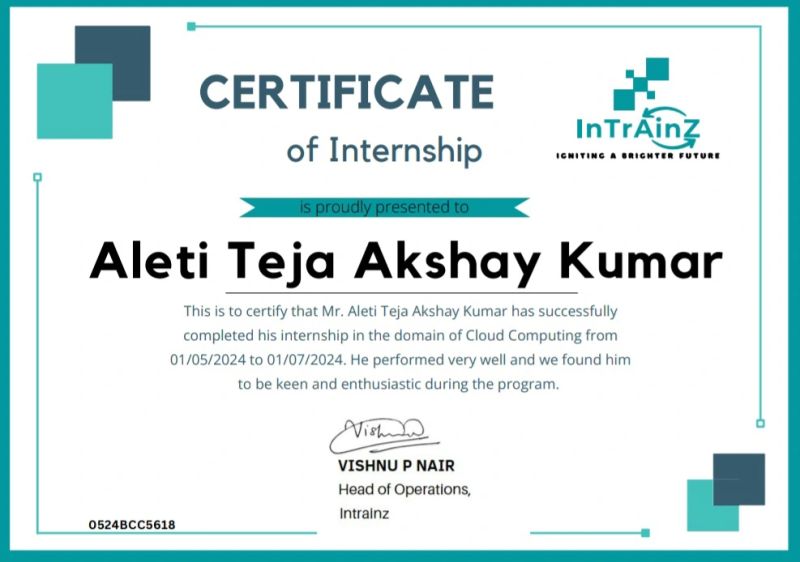 CERTIFICATE
of Internship
InTrAinZ
IGNITING A BRIGHTER FUTURE
is proudly presented to
Aleti Teja Akshay Kumar
This is to certify that Mr. Aleti Teja Akshay Kumar has successfully
completed his internship in the domain of Cloud Computing from
01/05/2024 to 01/07/2024. He performed very well and we found him
to be keen and enthusiastic during the program.
Vishnu
VISHNU P NAIR
Head of Operations,
Intrainz
0524BCC5618